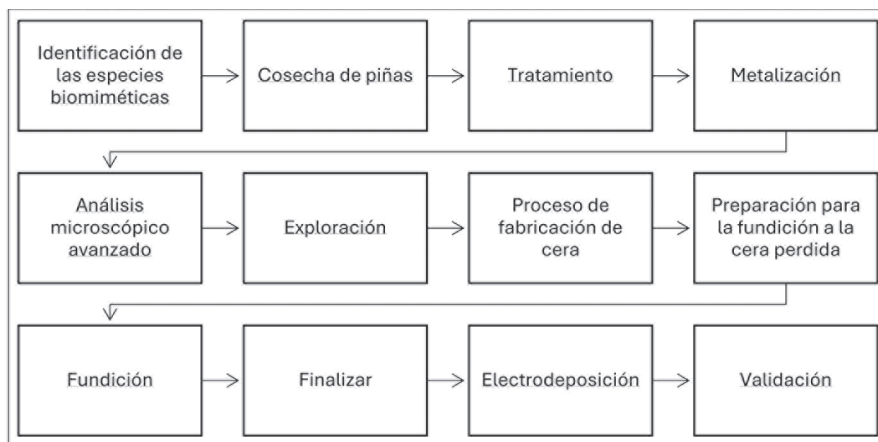 Identificación de
las especies
biomiméticas
Cosecha de piñas
Tratamiento
Metalización
Análisis
microscópico
avanzado
Exploración
Proceso de
fabricación de
cera
Preparación para
la fundición a la
cera perdida
Fundición
Finalizar
Electrodeposición
Validación